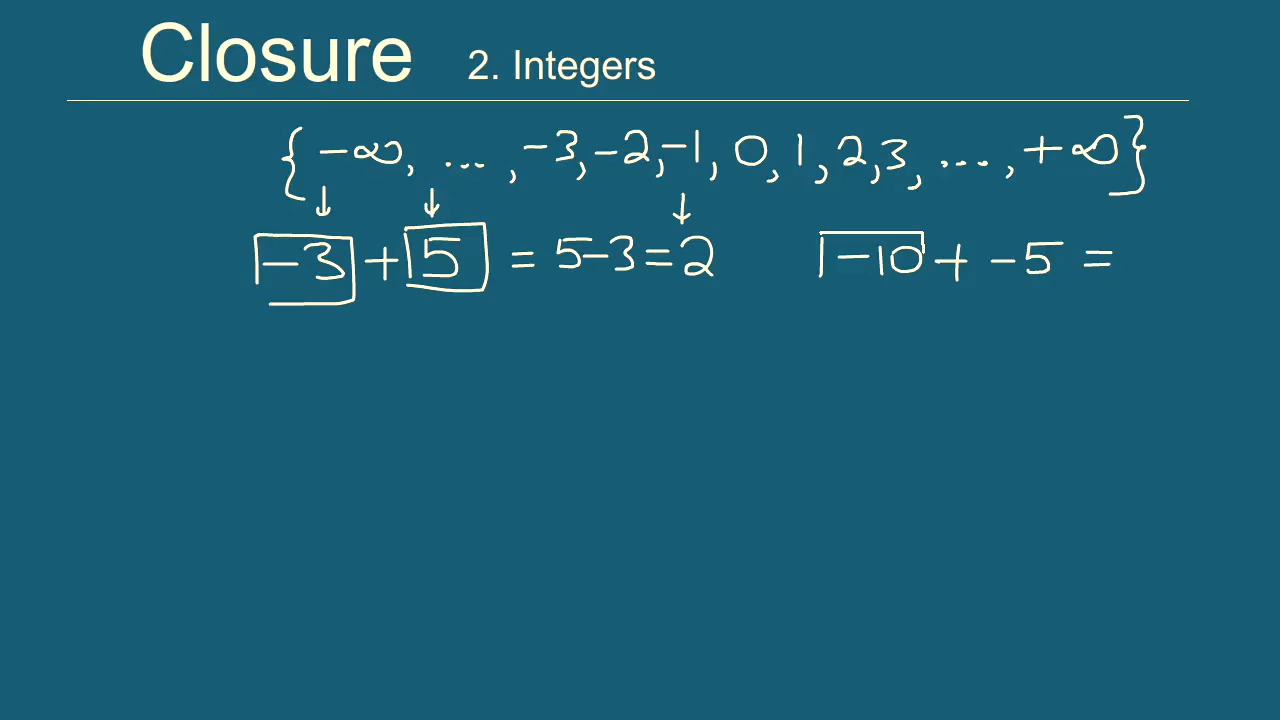 Closure 2. Integers
{-∞, ..., -3, -2, -1, 0, 1, 2, 3, ..., +∞}
-3 + 5 = 5-3 = 2 -10 + -5 =